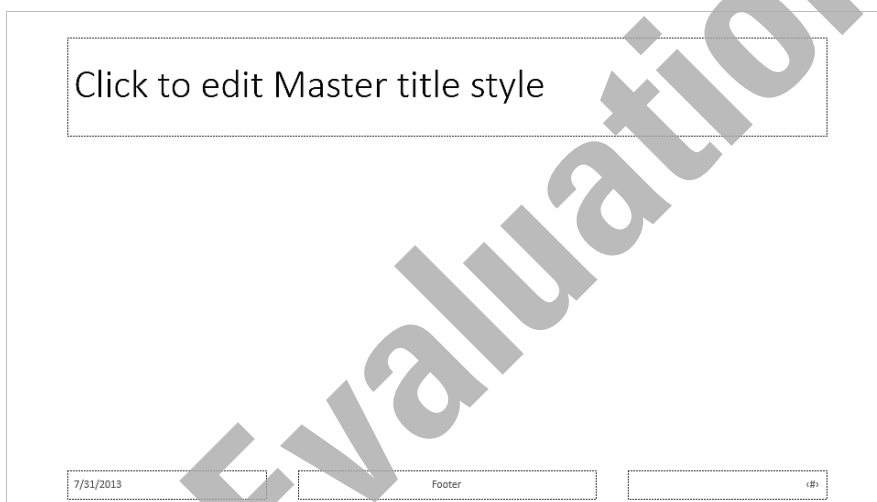 Click to edit Master title style
Evaluation
7/31/2013
Footer
‹#›